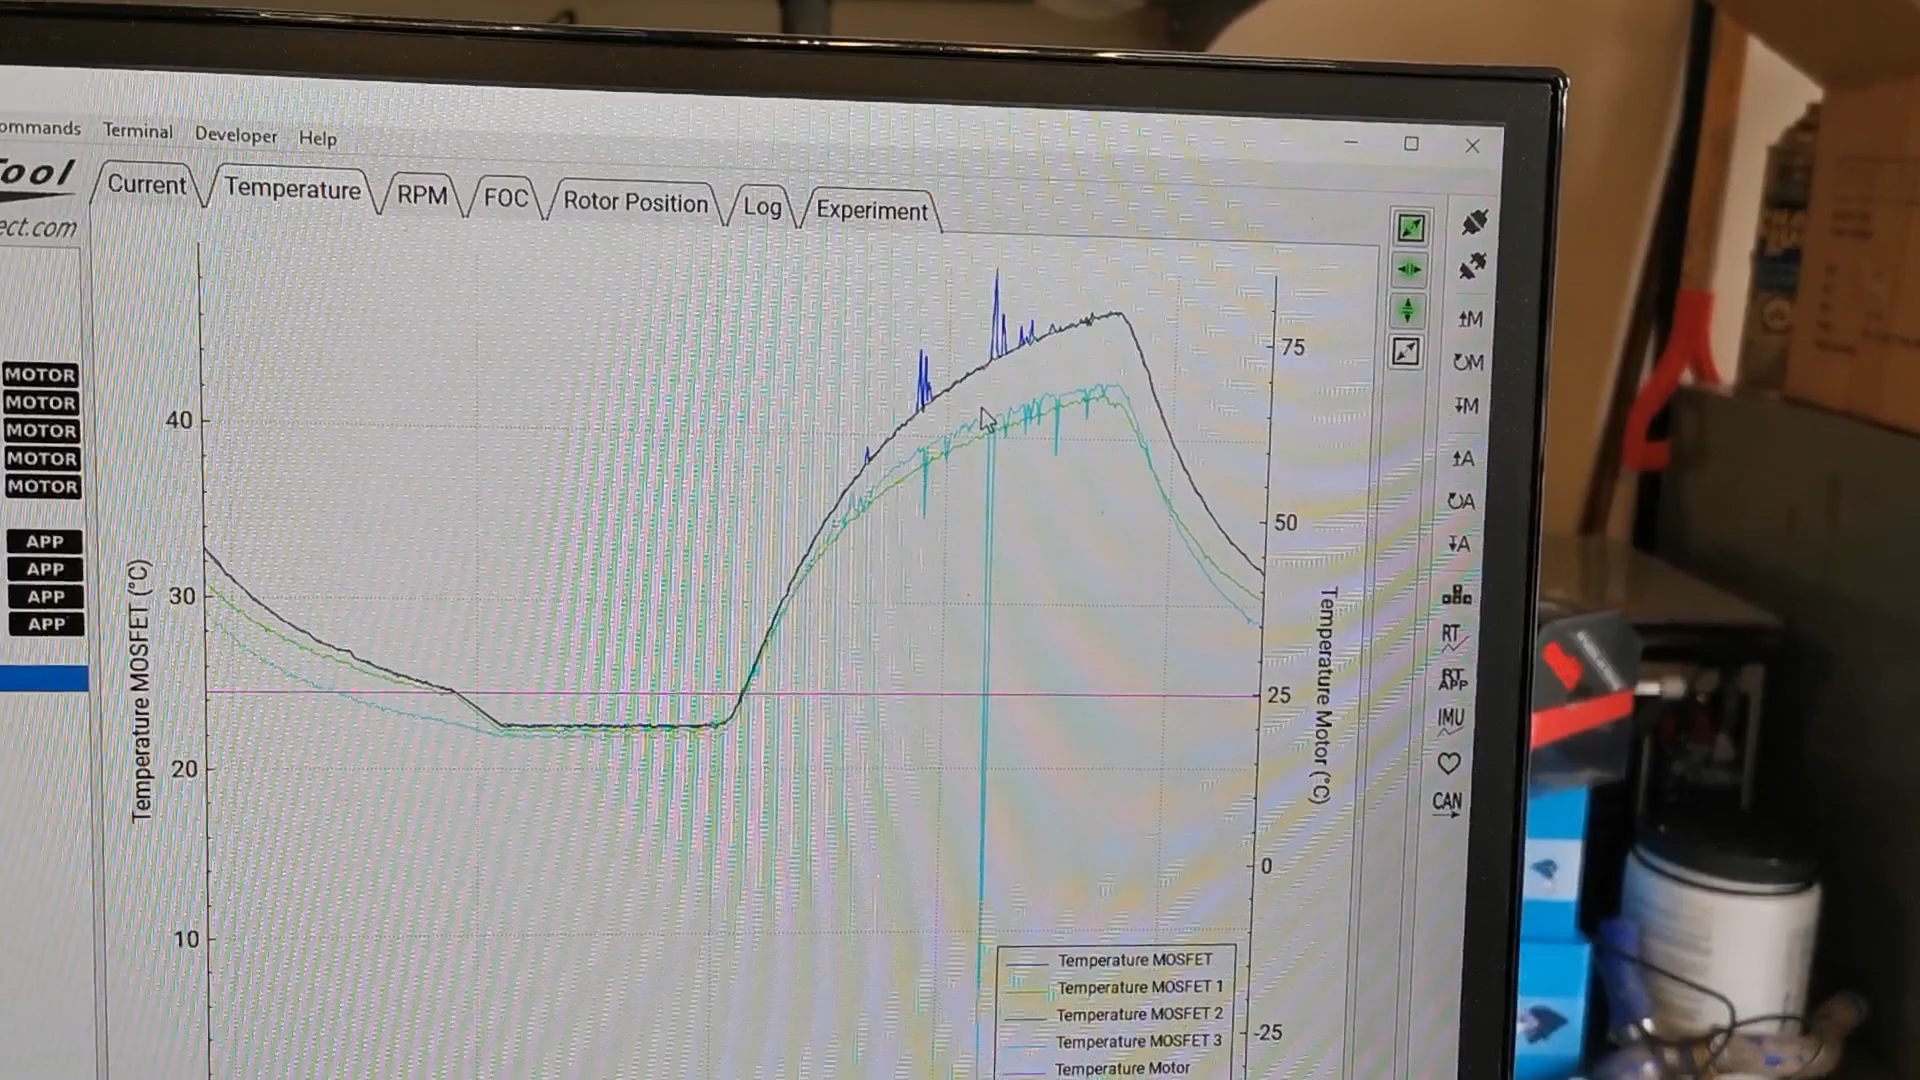 ommands Terminal Developer Help
Tool
ect.com
Current Temperature RPM FOC Rotor Position Log Experiment
MOTOR
MOTOR
MOTOR
MOTOR
MOTOR
APP
APP
APP
APP
Temperature MOSFET (°C)
40
30
20
10
75
50
25
0
-25
Temperature Motor (°C)
Temperature MOSFET
Temperature MOSFET 1
Temperature MOSFET 2
Temperature MOSFET 3
Temperature Motor
M
M
M
A
A
A
RT
RT
APP
IMU
CAN